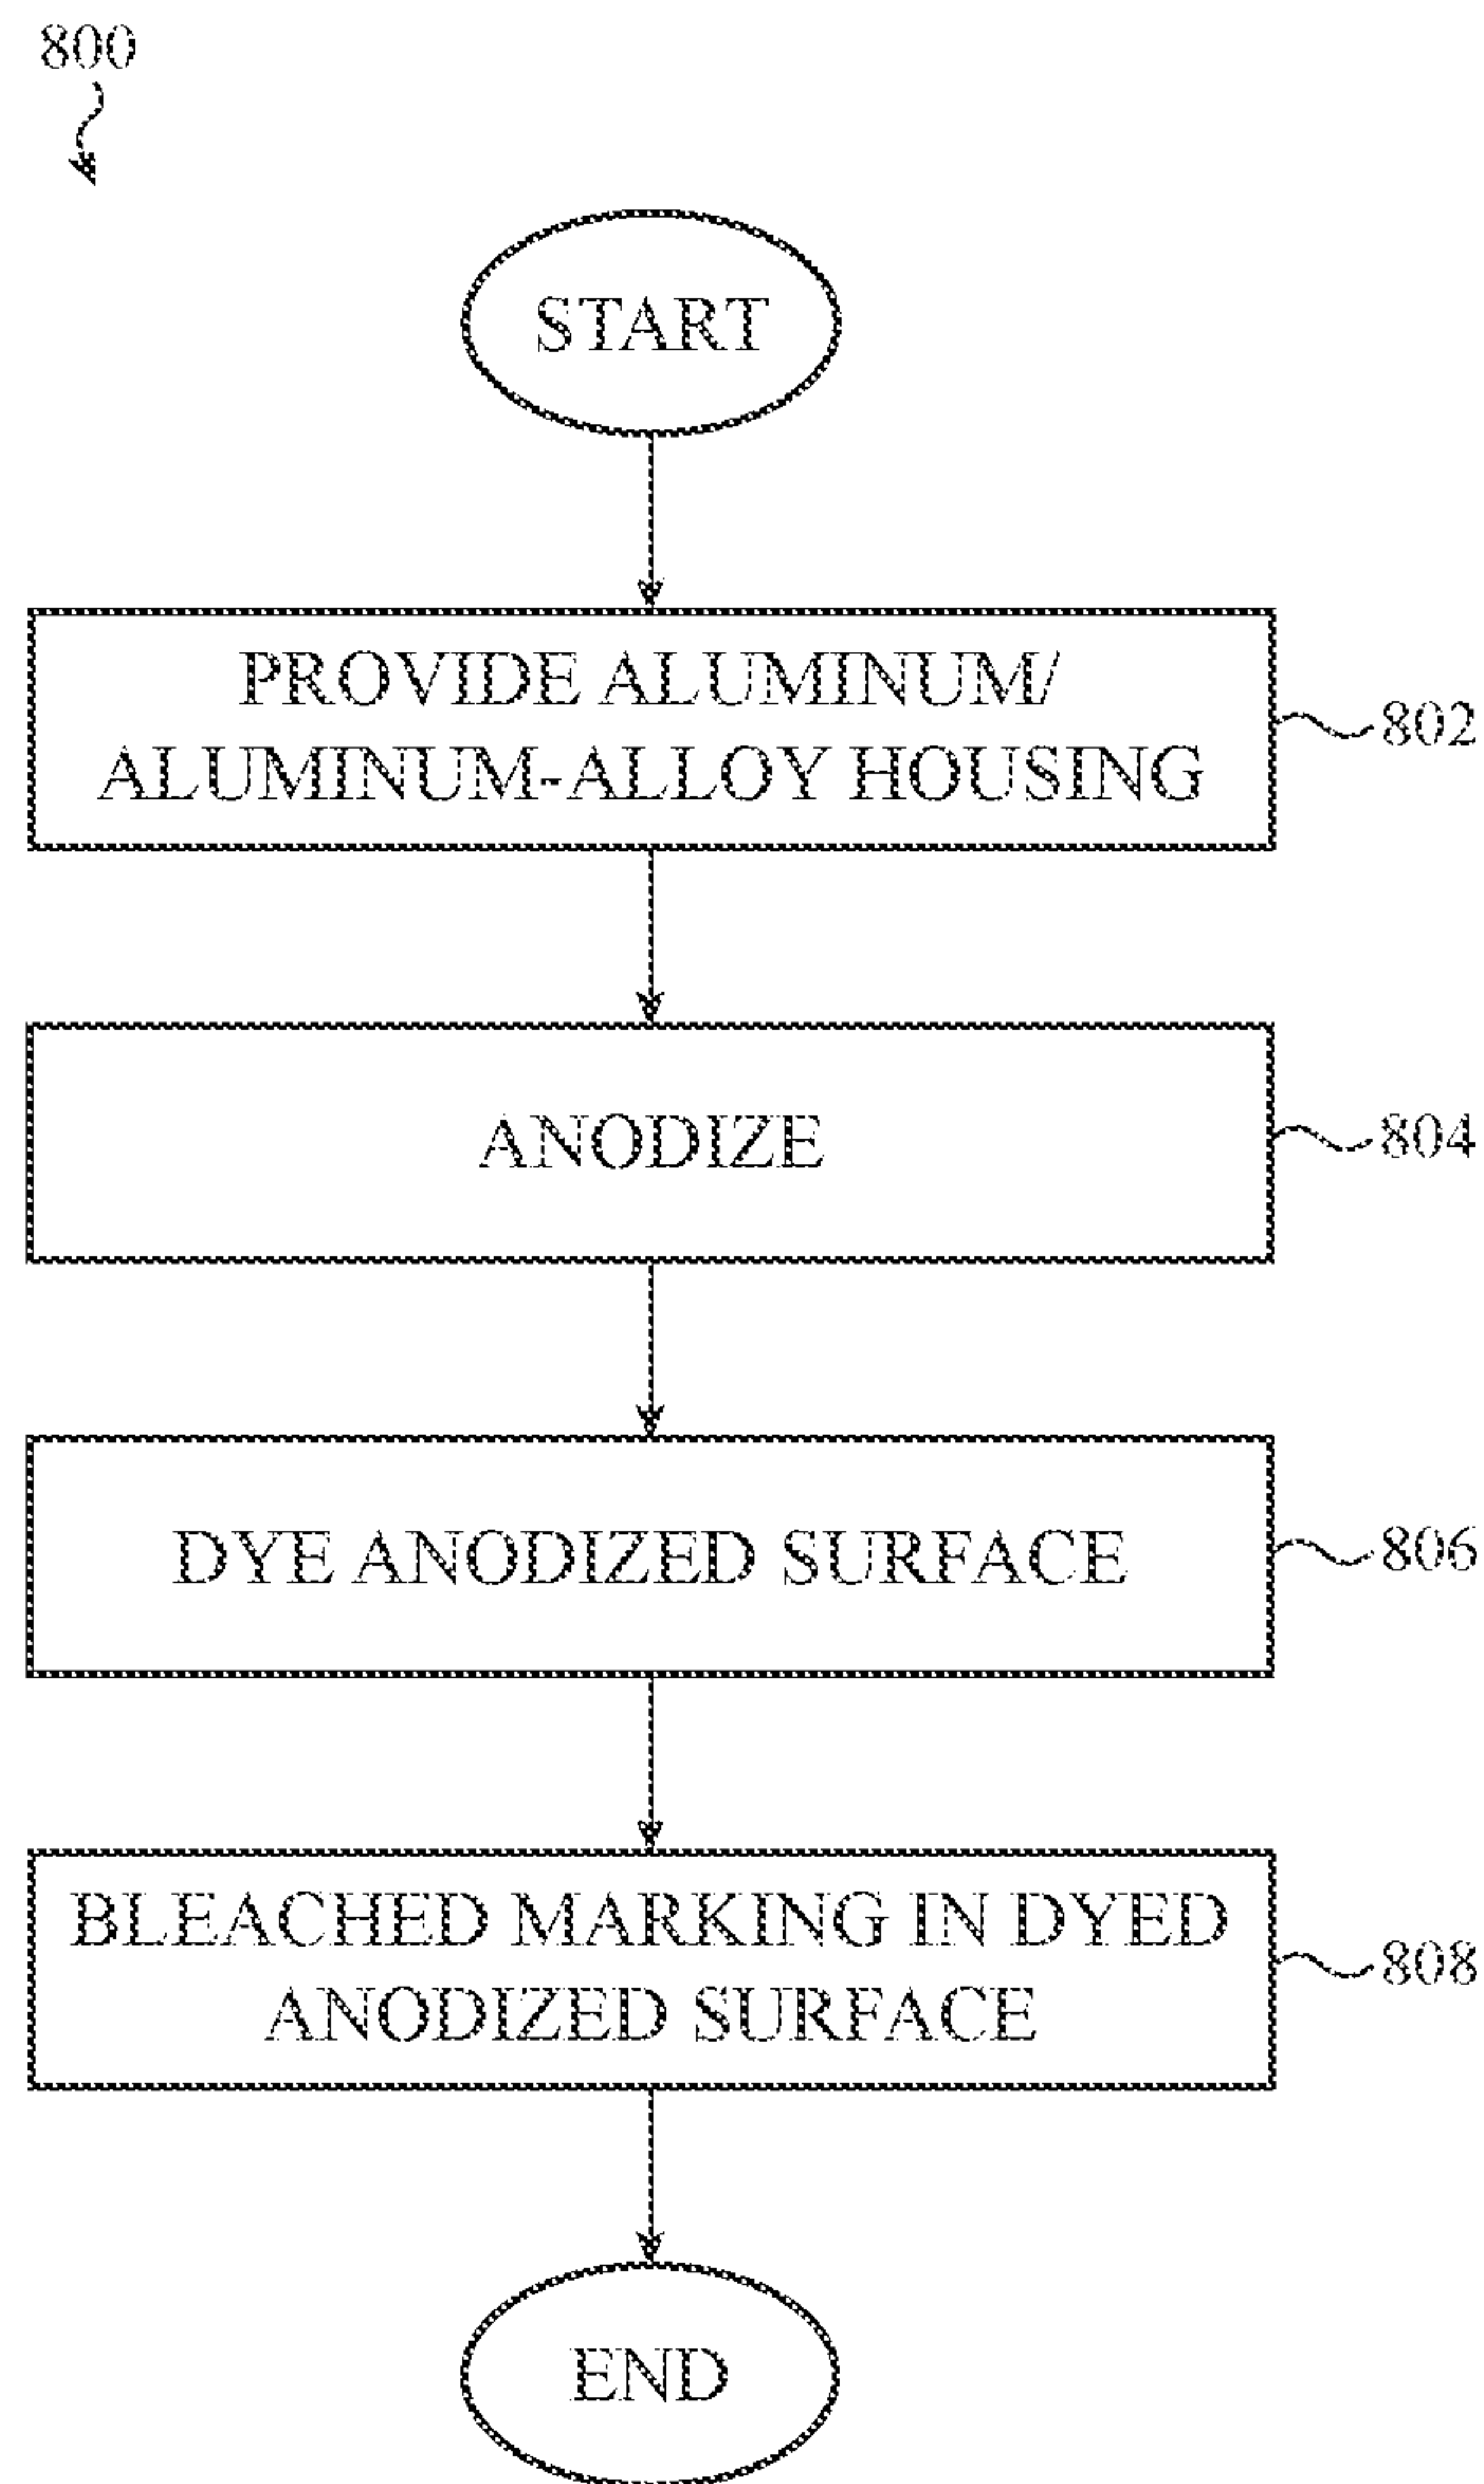 800
START
PROVIDE ALUMINUM/
ALUMINUM-ALLOY HOUSING
802
ANODIZE
804
DYE ANODIZED SURFACE
806
BLEACHED MARKING IN DYED
ANODIZED SURFACE
808
END